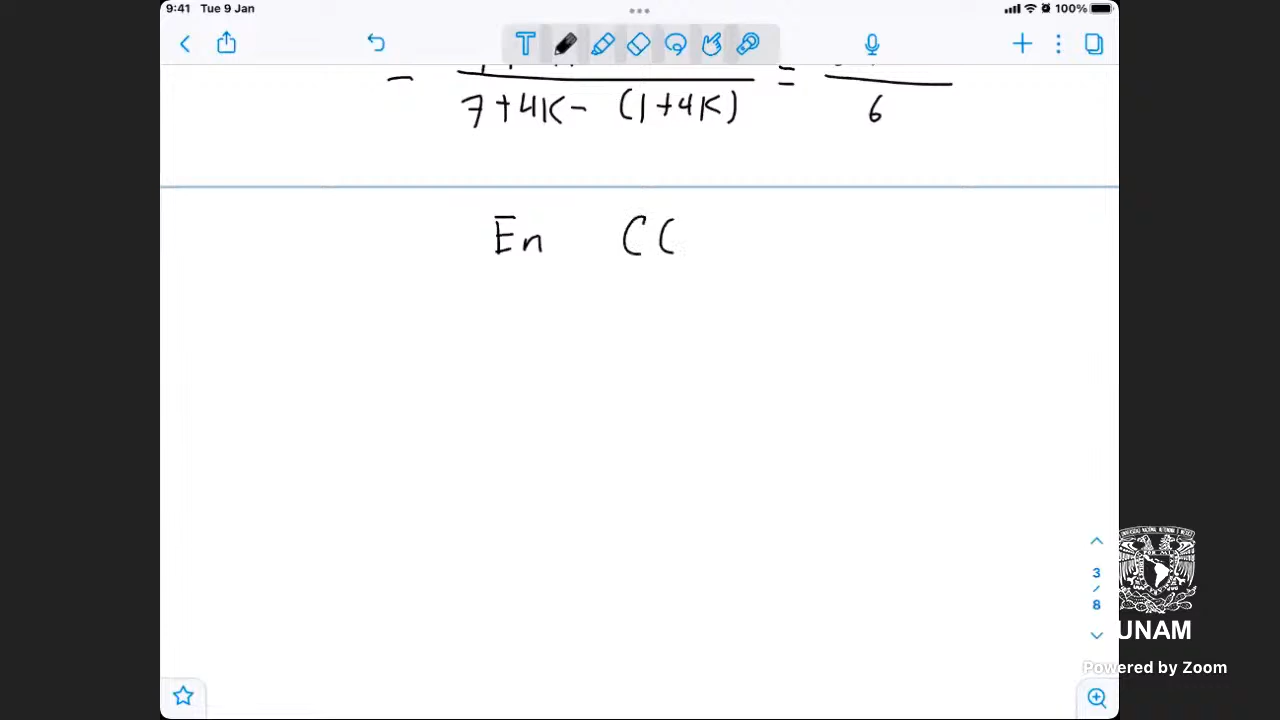 9:41 Tue 9 Jan 100%
T
- =
7+4K- (1+4K) 6
En CC
3
/
8
UNAM
Powered by Zoom